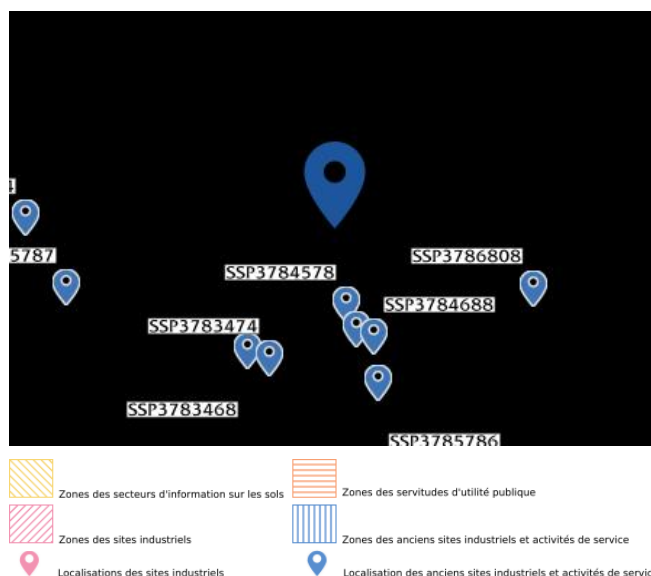 5787
SSP3786808
SSP3784578
SSP3784688
SSP3783474
SSP3783468
SSP3785786
Zones des secteurs d'information sur les sols
Zones des servitudes d'utilité publique
Zones des sites industriels
Zones des anciens sites industriels et activités de service
Localisations des sites industriels
Localisation des anciens sites industriels et activités de servic